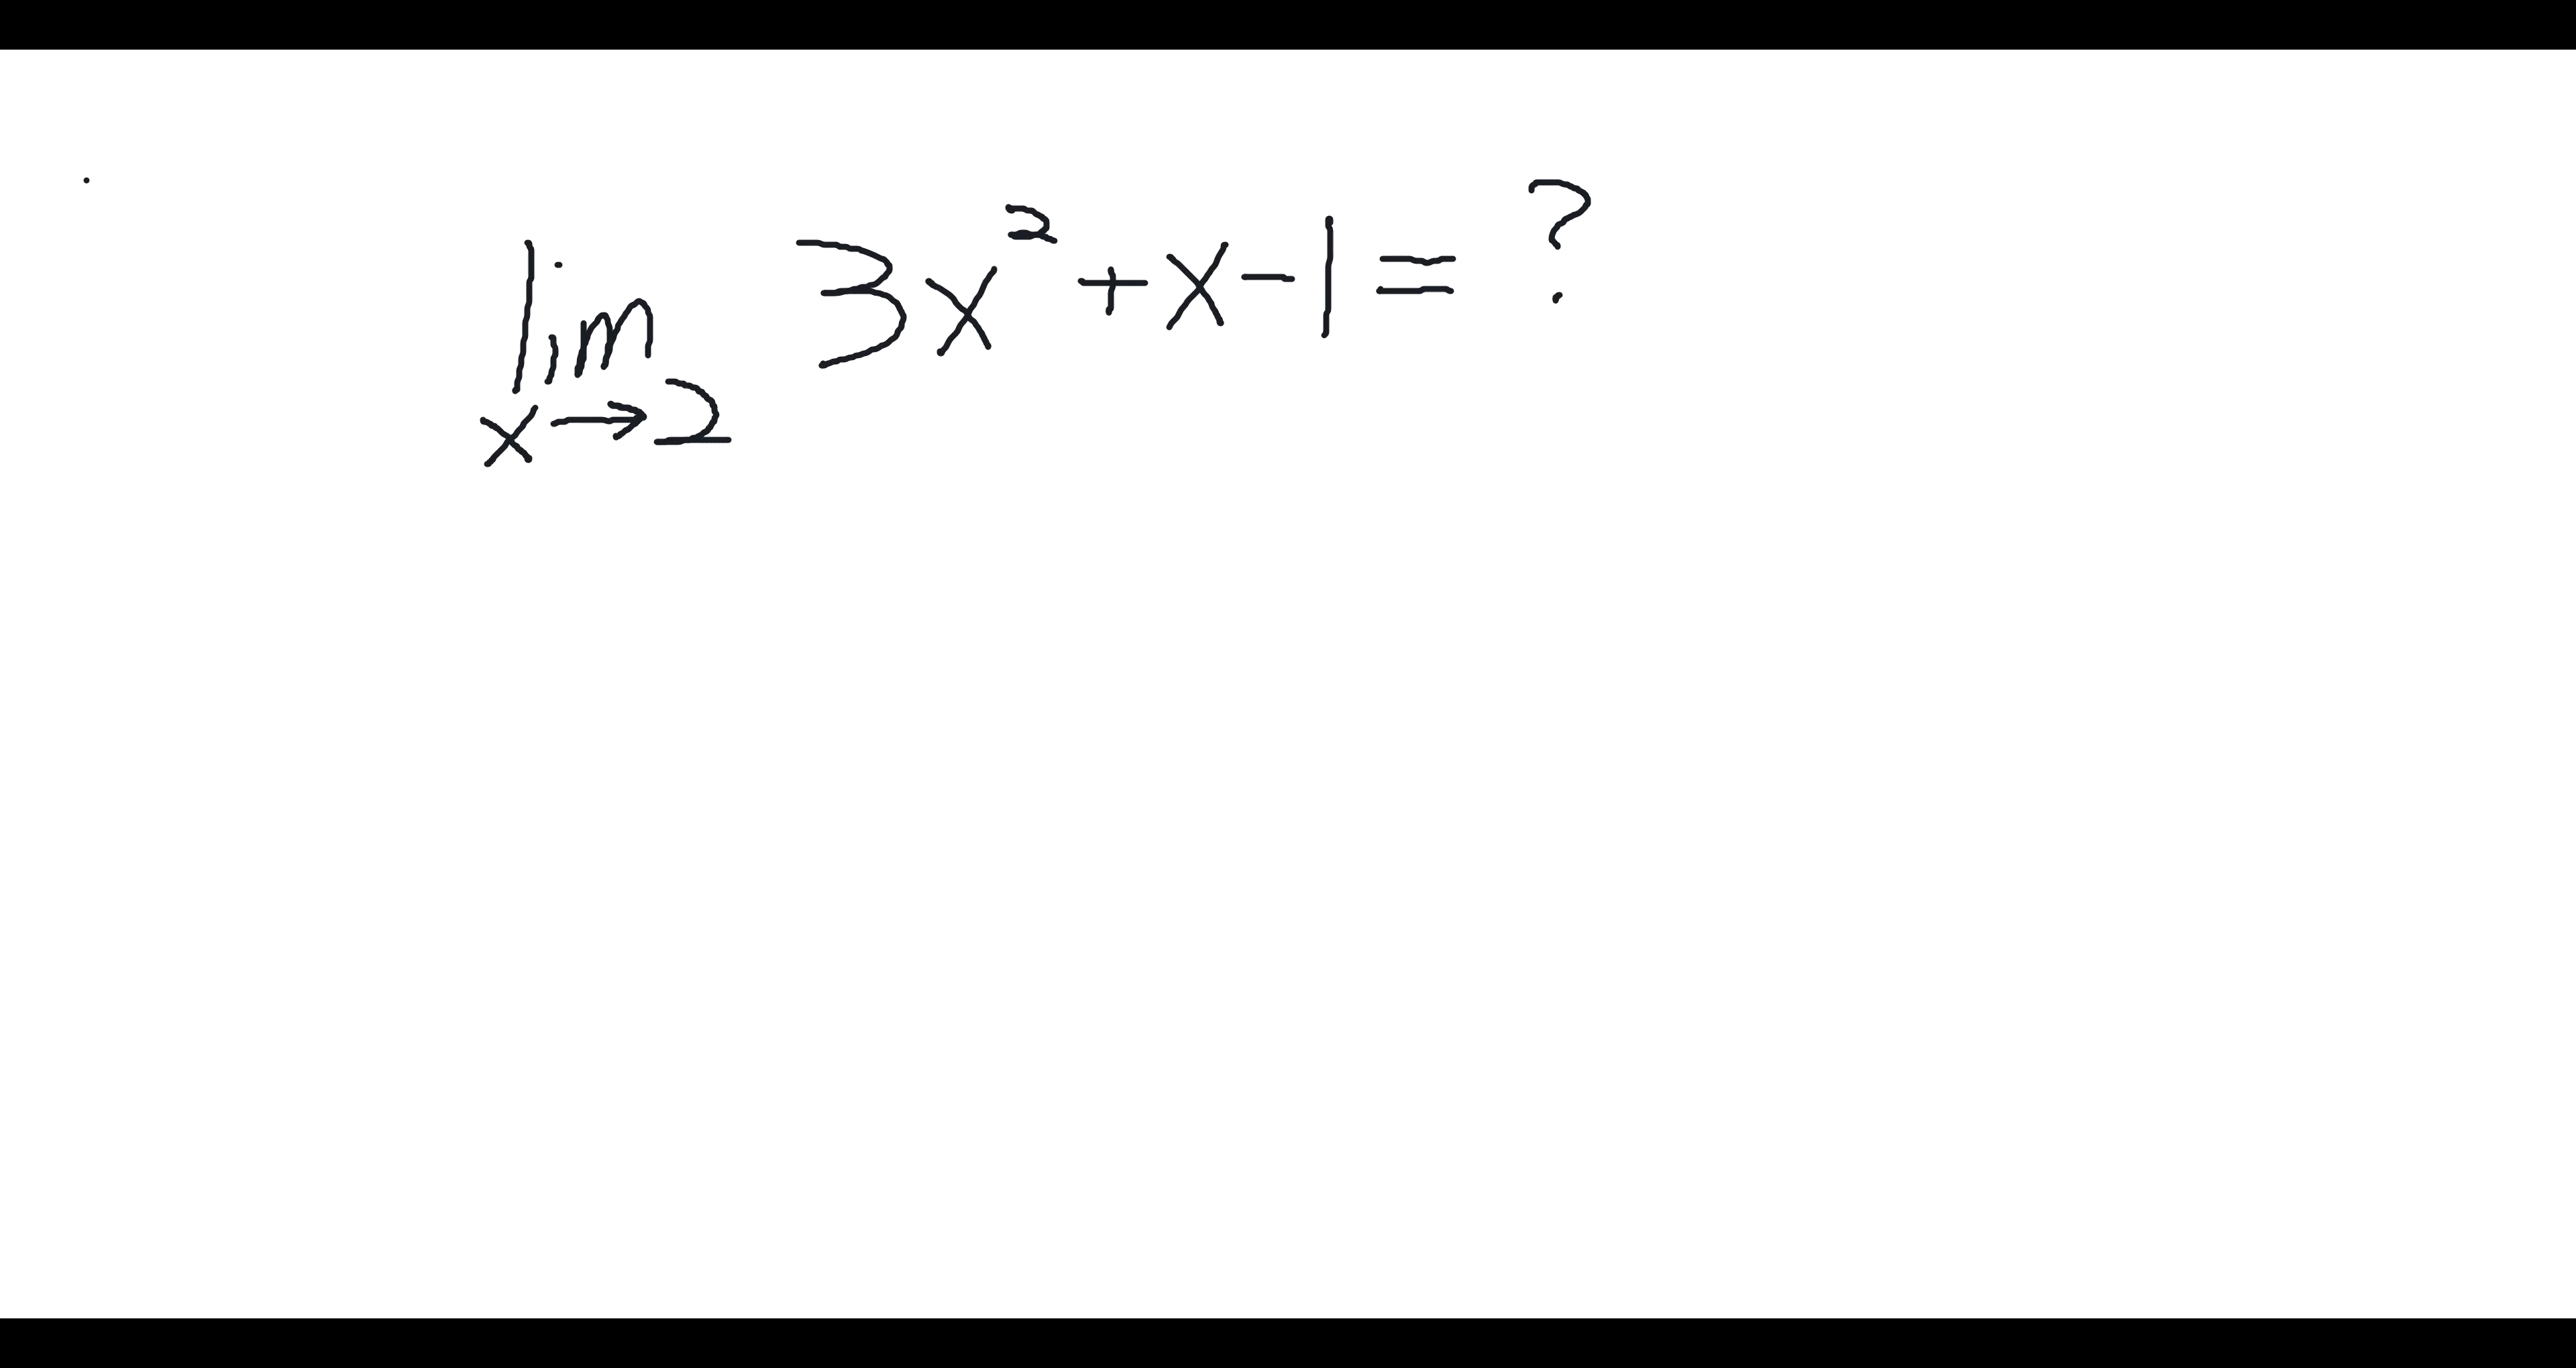 lim 3x² + x - 1 = ?
x → 2